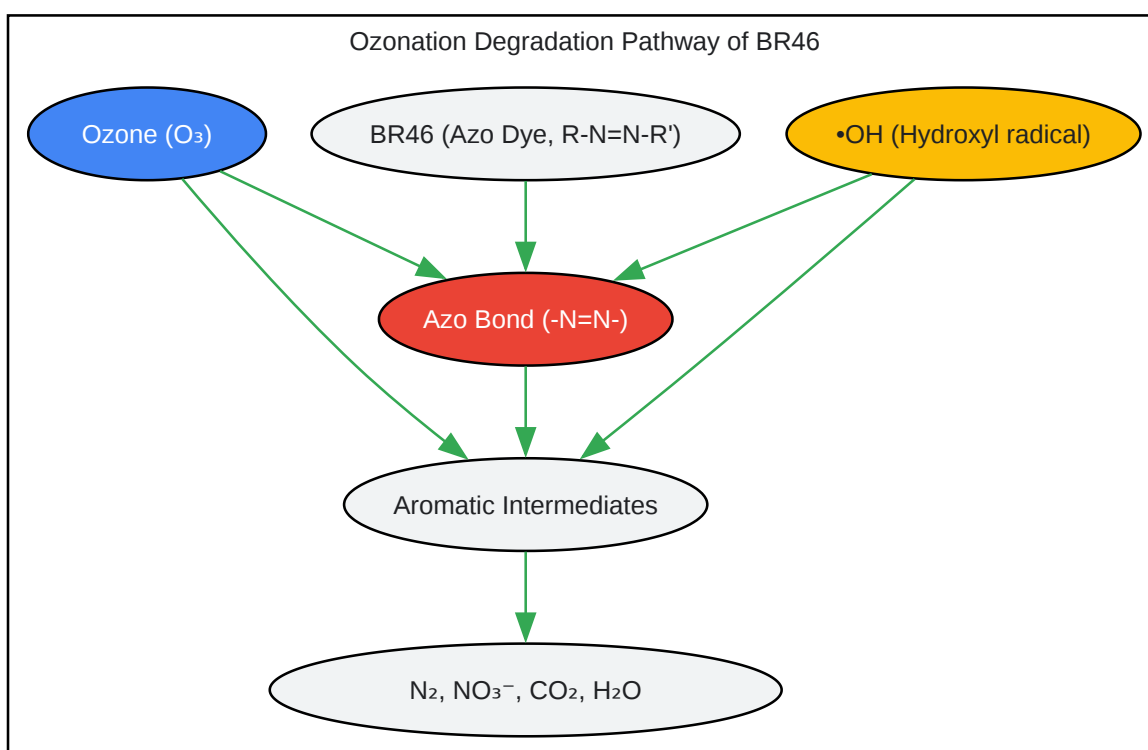 Ozonation Degradation Pathway of BR46
Ozone (O₃)
BR46 (Azo Dye, R-N=N-R')
•OH (Hydroxyl radical)
Azo Bond (-N=N-)
Aromatic Intermediates
N₂, NO₃⁻, CO₂, H₂O